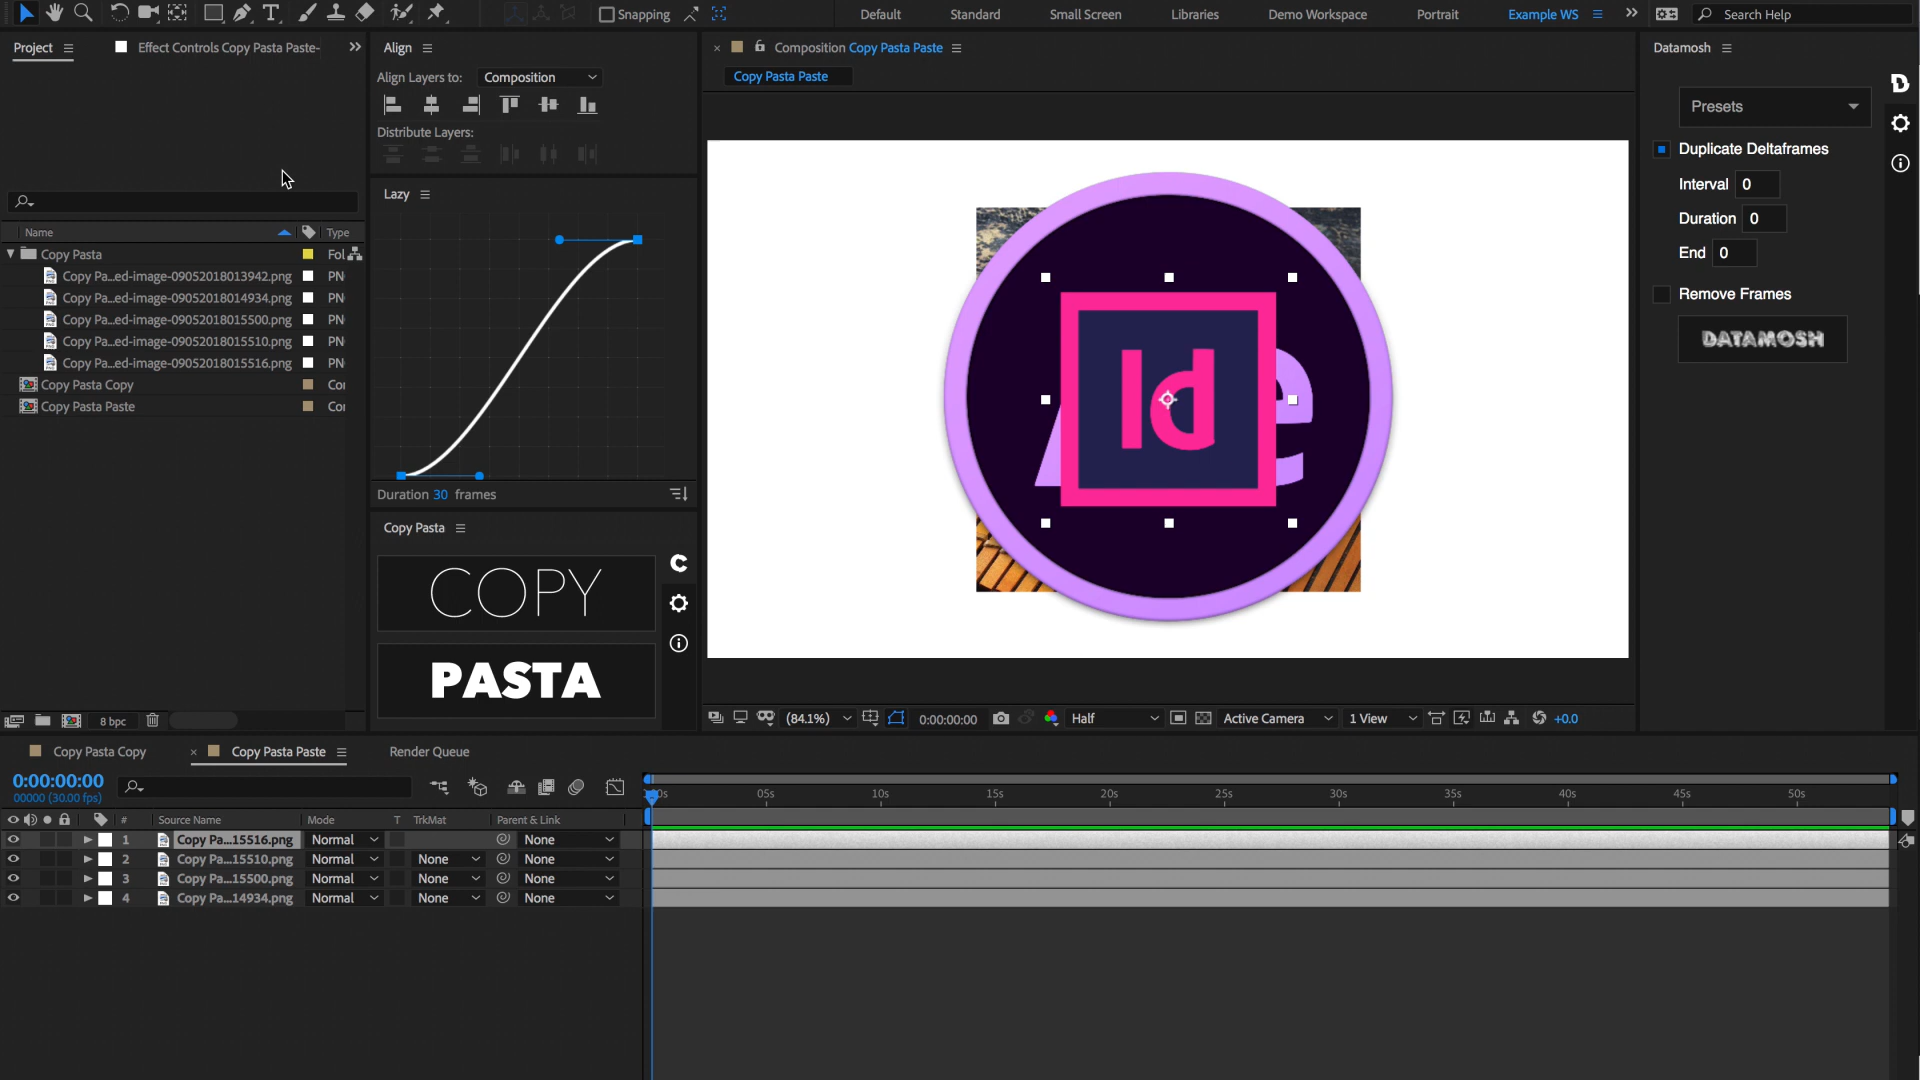 Snapping
Default
Standard
Small Screen
Libraries
Demo Workspace
Portrait
Example WS
Search Help
Project
Effect Controls Copy Pasta Paste-
Name
Type
Copy Pasta
Fol
Copy Pa...ed-image-09052018013942.png
PN
Copy Pa...ed-image-09052018014934.png
PN
Copy Pa...ed-image-09052018015500.png
PN
Copy Pa...ed-image-09052018015510.png
PN
Copy Pa...ed-image-09052018015516.png
PN
Copy Pasta Copy
Cor
Copy Pasta Paste
Cor
8 bpc
Align
Align Layers to:
Composition
Distribute Layers:
Lazy
Duration 30 frames
Copy Pasta
COPY
PASTA
C
Composition Copy Pasta Paste
Copy Pasta Paste
Id
e
(84.1%)
0:00:00:00
Half
Active Camera
1 View
+0.0
Datamosh
Presets
Duplicate Deltaframes
Interval 0
Duration 0
End 0
Remove Frames
DATAMOSH
D
Copy Pasta Copy
Copy Pasta Paste
Render Queue
0:00:00:00
00000 (30.00 fps)
05s
10s
15s
20s
25s
30s
35s
40s
45s
50s
#
Source Name
Mode
T
TrkMat
Parent & Link
1
Copy Pa...15516.png
Normal
None
2
Copy Pa...15510.png
Normal
None
None
3
Copy Pa...15500.png
Normal
None
None
4
Copy Pa...14934.png
Normal
None
None